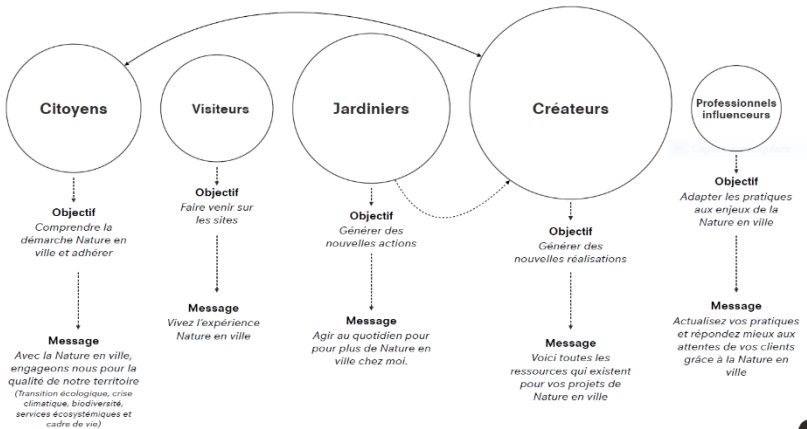 Citoyens
Objectif
Comprendre la
démarche Nature en
ville et adhérer
Message
Avec la Nature en ville,
engageons nous pour la
qualité de notre territoire
(Transition écologique, crise
climatique, biodiversité,
services écosystémiques et
cadre de vie)
Visiteurs
Objectif
Faire venir sur
les sites
Message
Vivez l'expérience
Nature en ville
Jardiniers
Objectif
Générer des
nouvelles actions
Message
Agir au quotidien pour
pour plus de Nature en
ville chez moi.
Créateurs
Objectif
Générer des
nouvelles réalisations
Message
Voici toutes les
ressources qui existent
pour vos projets de
Nature en ville
Professionnels
influenceurs
Objectif
Adapter les pratiques
aux enjeux de la
Nature en ville
Message
Actualisez vos pratiques
et répondez mieux aux
attentes de vos clients
grâce à la Nature en
ville